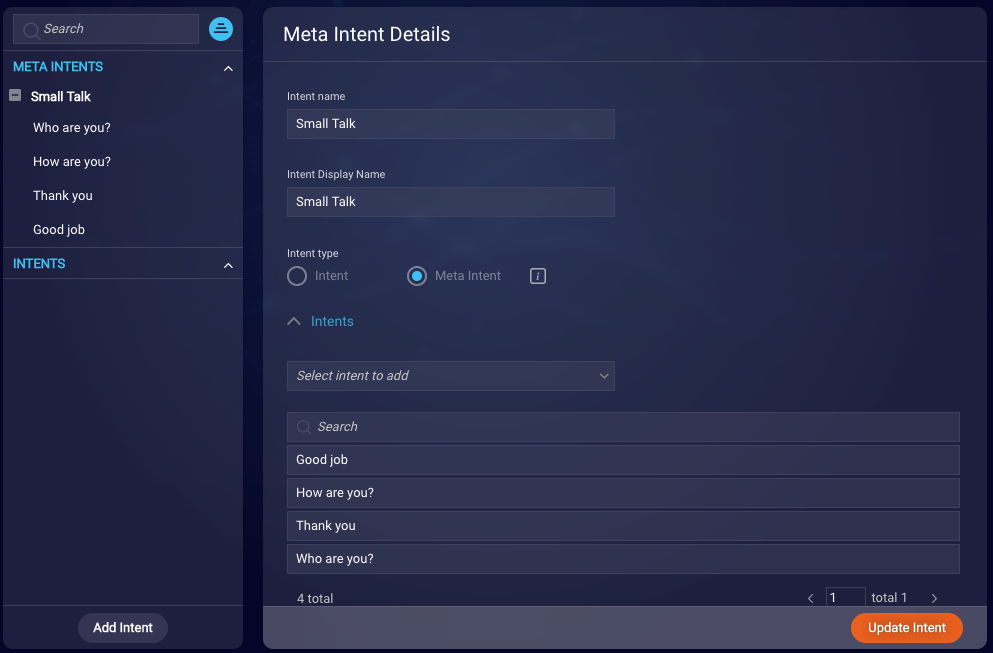 Search
META INTENTS
Small Talk
Who are you?
How are you?
Thank you
Good job
INTENTS
Add Intent
Meta Intent Details
Intent name
Small Talk
Intent Display Name
Small Talk
Intent type
Intent
Meta Intent
i
Intents
Select intent to add
Search
Good job
How are you?
Thank you
Who are you?
4 total
1 total 1
Update Intent